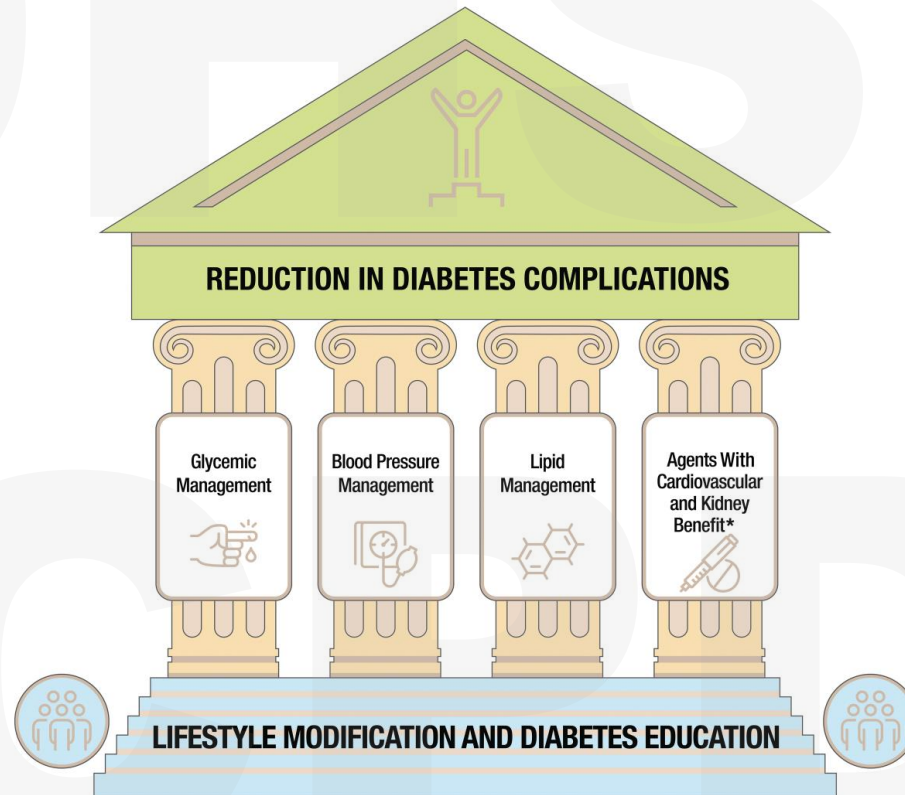 REDUCTION IN DIABETES COMPLICATIONS
Glycemic
Management
Blood Pressure
Management
Lipid
Management
Agents With
Cardiovascular
and Kidney
Benefit*
LIFESTYLE MODIFICATION AND DIABETES EDUCATION